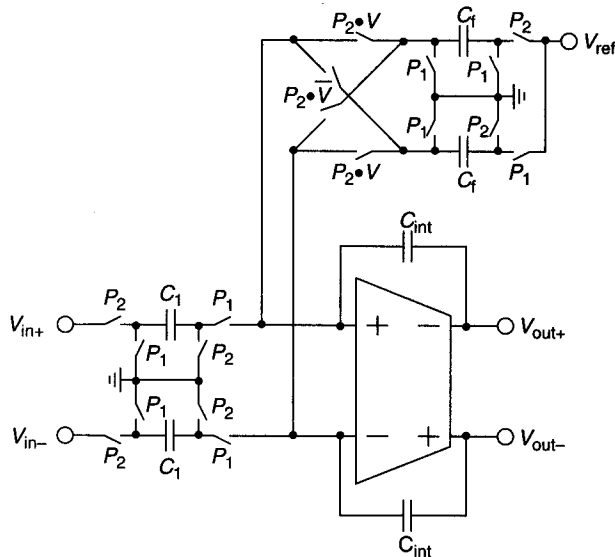 P2•V
Cf
P2
Vref
P1
P1
P2•V̅
P1
P2
P2•V
Cf
P1
Cint
P2
C1
P1
Vin+
+
−
Vout+
P1
P2
P1
P2
Vin−
−
+
Vout−
P2
C1
P1
Cint